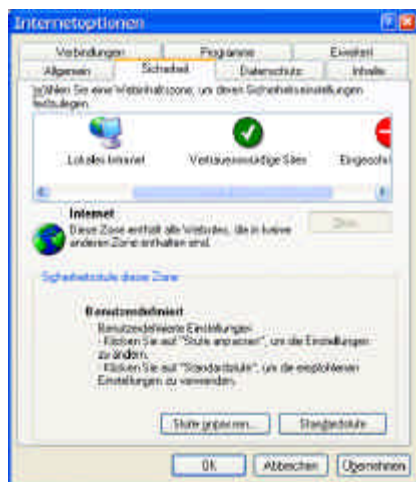 Internetoptionen
Verbindungen Programme Erweitert
Allgemein Sicherheit Datenschutz Inhalte
Wählen Sie eine Webinhaltszone, um deren Sicherheitseinstellungen
festzulegen.
Lokales Intranet Vertrauenswürdige Sites Eingeschr
Internet
Diese Zone enthält alle Websites, die in keiner
anderen Zone enthalten sind.
Sites...
Sicherheitsstufe dieser Zone
Benutzerdefiniert
Benutzerdefinierte Einstellungen
- Klicken Sie auf "Stufe anpassen", um die Einstellungen
zu ändern.
- Klicken Sie auf "Standardstufe", um die empfohlenen
Einstellungen zu verwenden.
Stufe anpassen... Standardstufe
OK Abbrechen Übernehmen